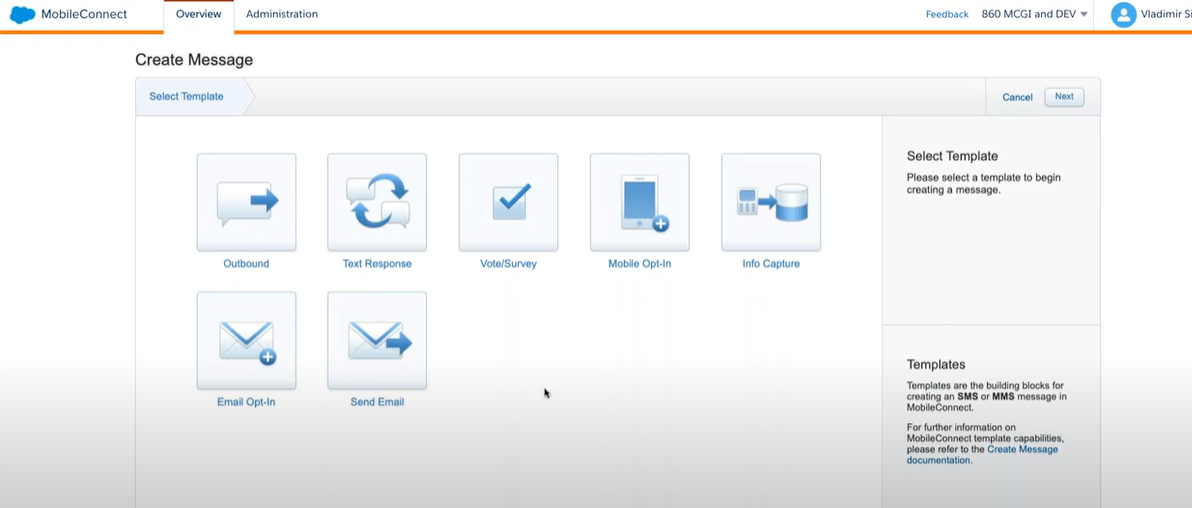 MobileConnect
Overview
Administration
Feedback
860 MCGI and DEV
Vladimir Si
Create Message
Select Template
Cancel
Next
Outbound
Text Response
Vote/Survey
Mobile Opt-In
Info Capture
Email Opt-In
Send Email
Select Template
Please select a template to begin
creating a message.
Templates
Templates are the building blocks for
creating an SMS or MMS message in
MobileConnect.
For further information on
MobileConnect template capabilities,
please refer to the Create Message
documentation.